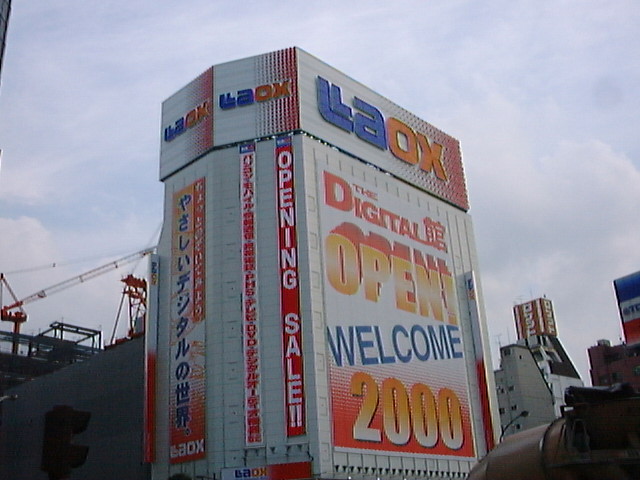 Laox
Laox
Laox
THE
DIGITAL館
OPEN!
WELCOME
2000
OPENING SALE!!
やさしいデジタルの世界。
Laox
Laox